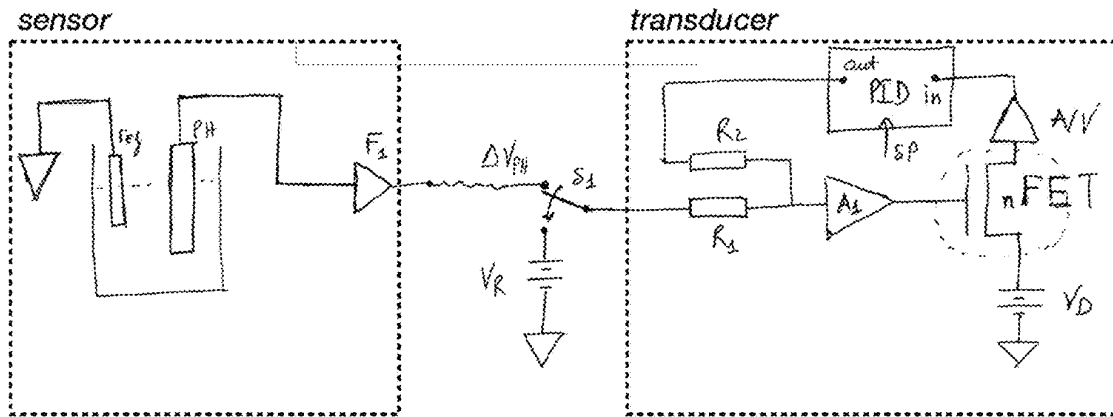 sensor
transducer
out
PID
in
SP
A/V
ref
PH
F1
ΔVPH
S1
R2
R1
A1
nFET
VR
VD